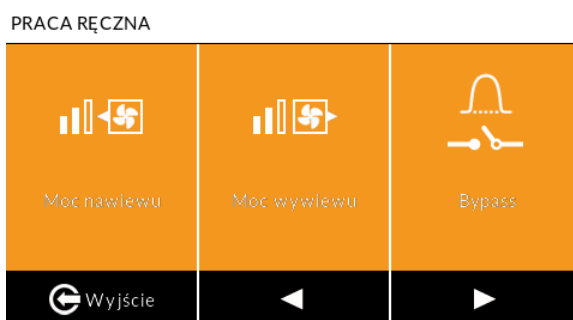 PRACA RĘCZNA
Moc nawiewu
Moc wywiewu
Bypass
Wyjście